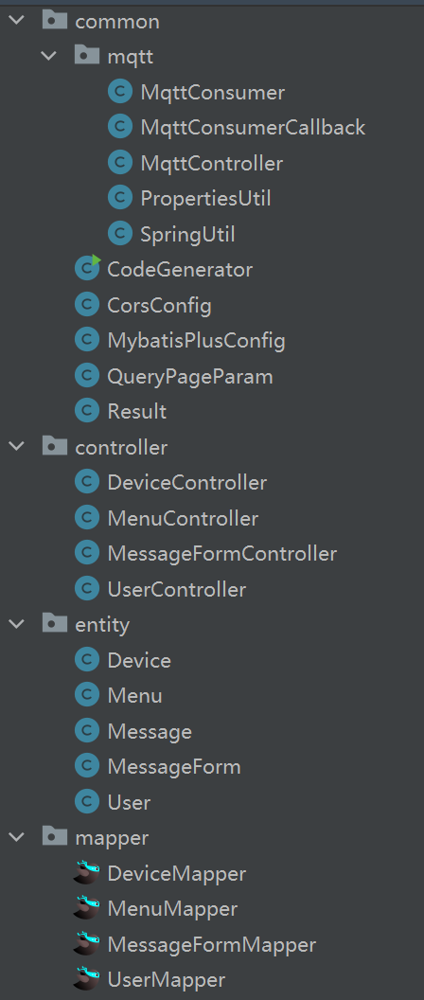 common
mqtt
MqttConsumer
MqttConsumerCallback
MqttController
PropertiesUtil
SpringUtil
CodeGenerator
CorsConfig
MybatisPlusConfig
QueryPageParam
Result
controller
DeviceController
MenuController
MessageFormController
UserController
entity
Device
Menu
Message
MessageForm
User
mapper
DeviceMapper
MenuMapper
MessageFormMapper
UserMapper